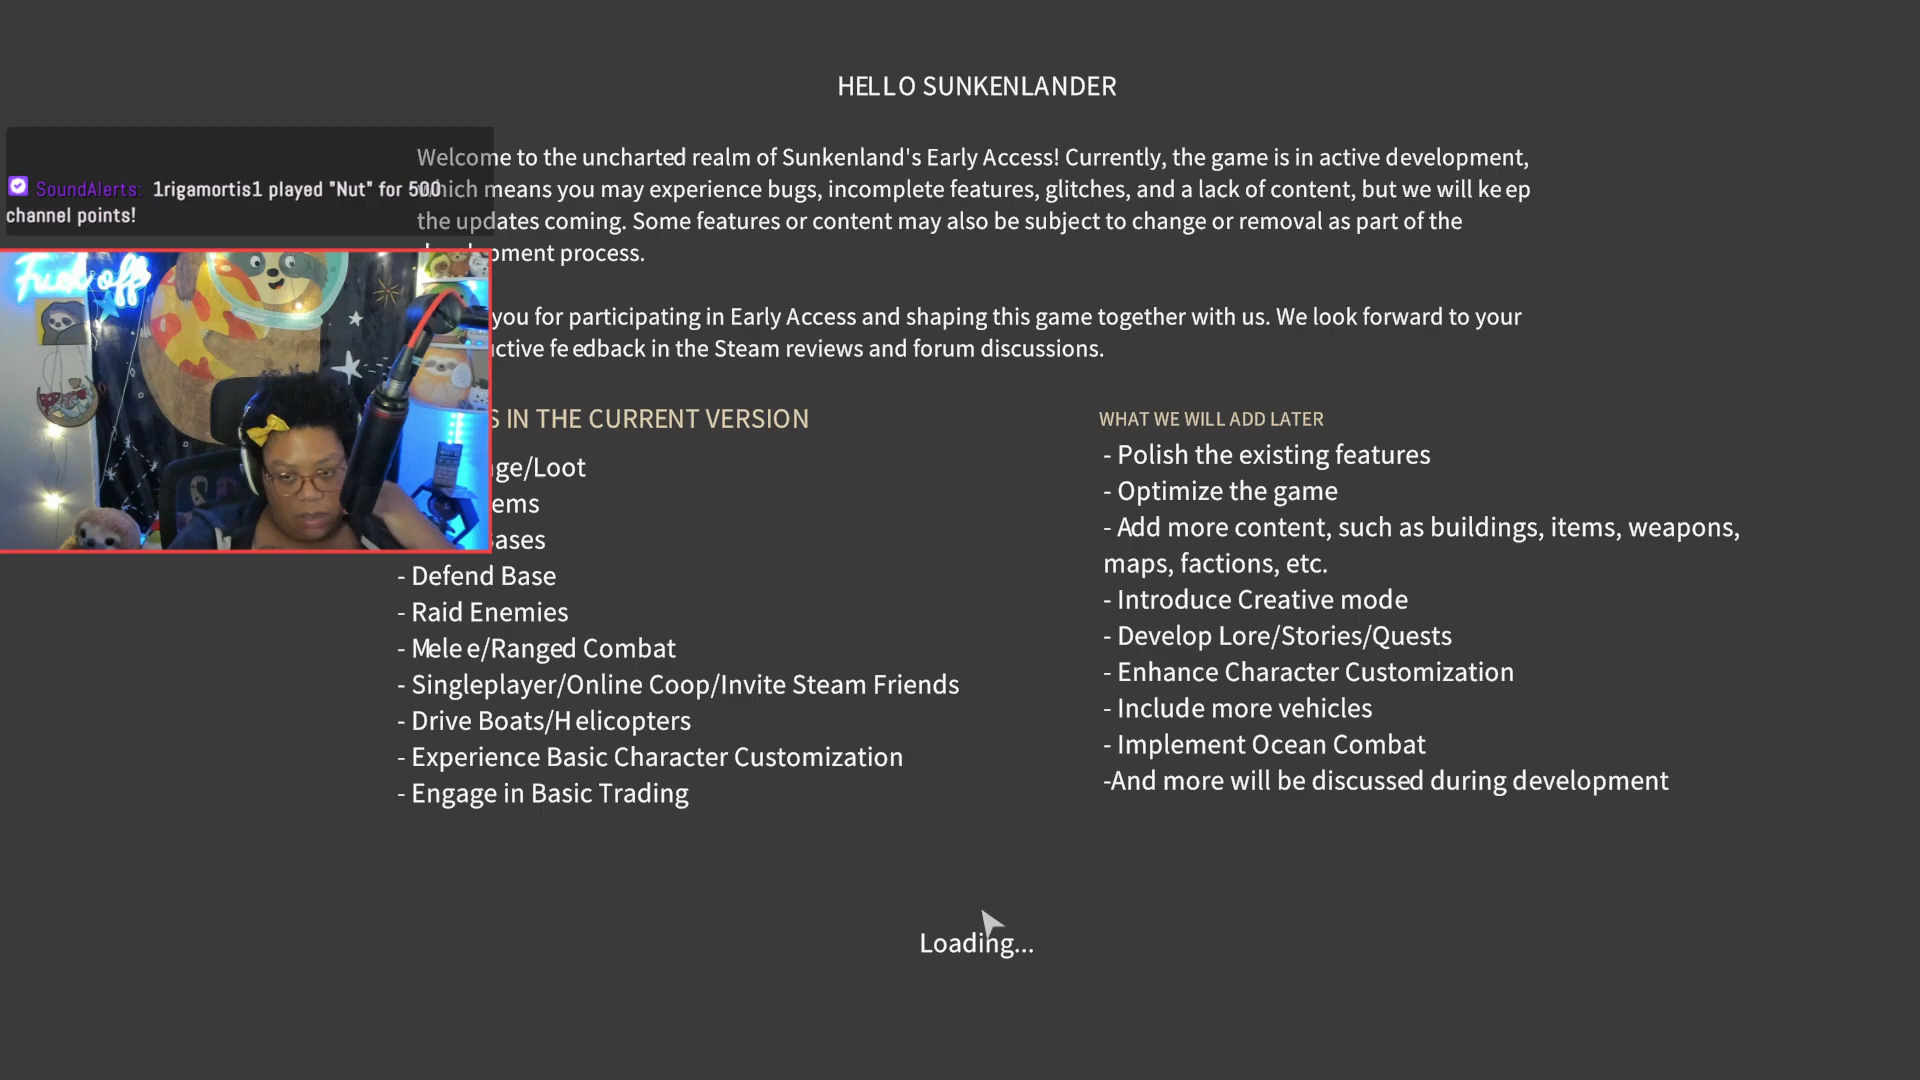 HELLO SUNKENLANDER
Welcome to the uncharted realm of Sunkenland's Early Access! Currently, the game is in active development,
which means you may experience bugs, incomplete features, glitches, and a lack of content, but we will keep
the updates coming. Some features or content may also be subject to change or removal as part of the
pment process.
you for participating in Early Access and shaping this game together with us. We look forward to your
ctive feedback in the Steam reviews and forum discussions.
SoundAlerts: 1rigamortis1 played "Nut" for 500
channel points!
Fuck off
S IN THE CURRENT VERSION
ge/Loot
ems
ases
- Defend Base
- Raid Enemies
- Melee/Ranged Combat
- Singleplayer/Online Coop/Invite Steam Friends
- Drive Boats/Helicopters
- Experience Basic Character Customization
- Engage in Basic Trading
WHAT WE WILL ADD LATER
- Polish the existing features
- Optimize the game
- Add more content, such as buildings, items, weapons,
maps, factions, etc.
- Introduce Creative mode
- Develop Lore/Stories/Quests
- Enhance Character Customization
- Include more vehicles
- Implement Ocean Combat
-And more will be discussed during development
Loading...